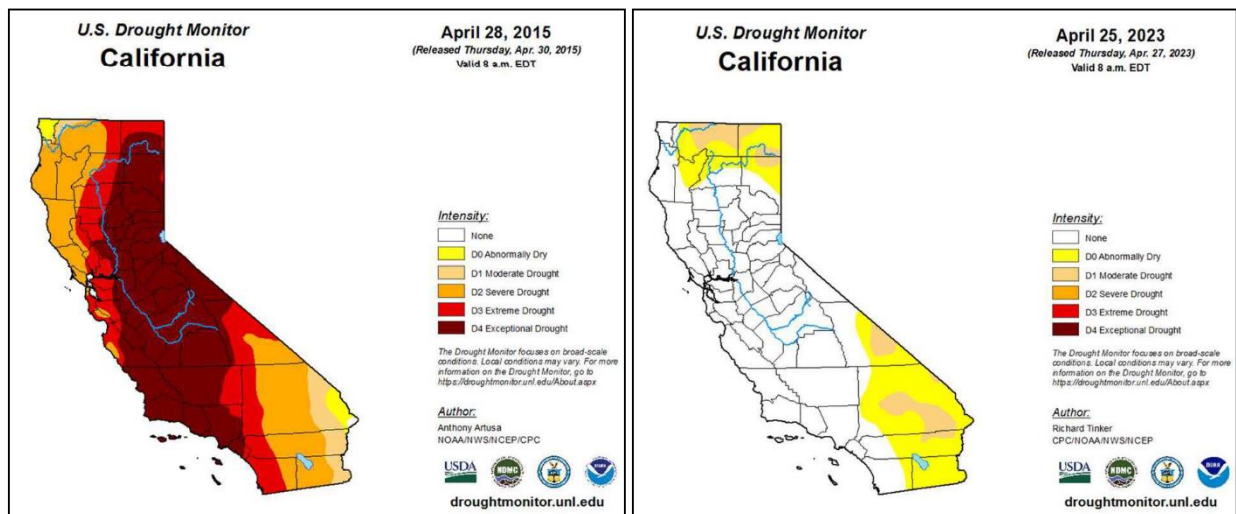 U.S. Drought Monitor
California
April 28, 2015
(Released Thursday, Apr. 30, 2015)
Valid 8 a.m. EDT
Intensity:
None
D0 Abnormally Dry
D1 Moderate Drought
D2 Severe Drought
D3 Extreme Drought
D4 Exceptional Drought
The Drought Monitor focuses on broad-scale
conditions. Local conditions may vary. For more
information on the Drought Monitor, go to
https://droughtmonitor.unl.edu/About.aspx
Author:
Anthony Artusa
NOAA/NWS/NCEP/CPC
USDA
NDMC
droughtmonitor.unl.edu
U.S. Drought Monitor
California
April 25, 2023
(Released Thursday, Apr. 27, 2023)
Valid 8 a.m. EDT
Intensity:
None
D0 Abnormally Dry
D1 Moderate Drought
D2 Severe Drought
D3 Extreme Drought
D4 Exceptional Drought
The Drought Monitor focuses on broad-scale
conditions. Local conditions may vary. For more
information on the Drought Monitor, go to
https://droughtmonitor.unl.edu/About.aspx
Author:
Richard Tinker
CPC/NOAA/NWS/NCEP
USDA
NDMC
NOAA
droughtmonitor.unl.edu